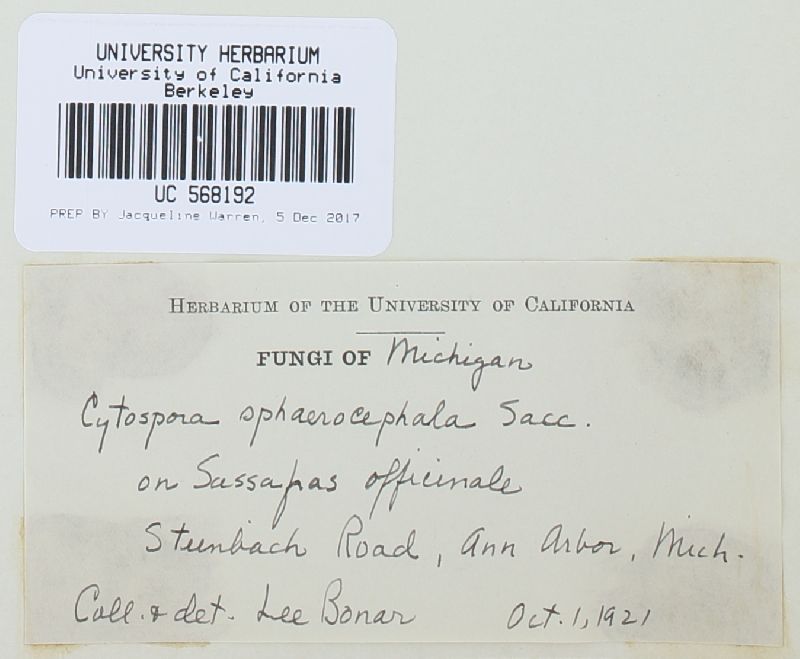 UNIVERSITY HERBARIUM
University of California
Berkeley
UC 568192
PREP BY Jacqueline Warren, 5 Dec 2017
HERBARIUM OF THE UNIVERSITY OF CALIFORNIA
FUNGI OF Michigan
Cytospora sphaerocephala Sacc.
on Sassafras officinale
Steinbach Road, Ann Arbor, Mich.
Coll. & det. Lee Bonar Oct. 1, 1921